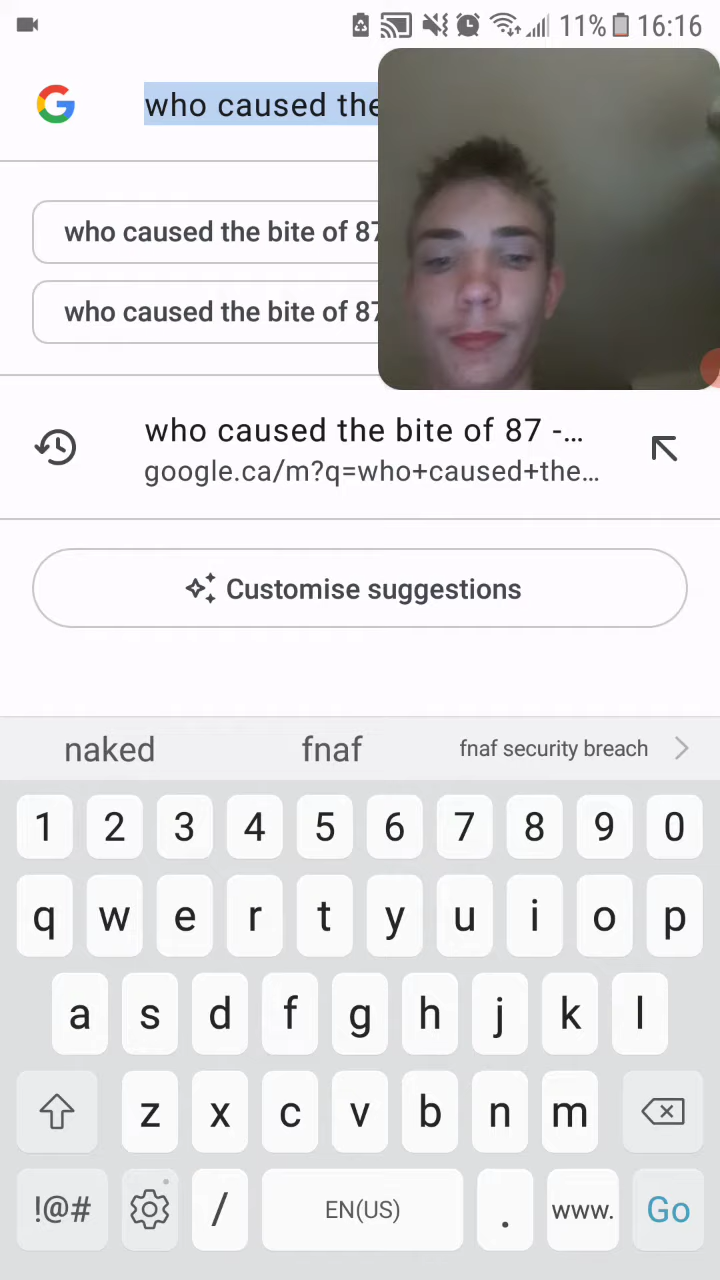 11% 16:16
who caused the
who caused the bite of 87
who caused the bite of 87
who caused the bite of 87 -...
google.ca/m?q=who+caused+the...
Customise suggestions
naked fnaf fnaf security breach
1 2 3 4 5 6 7 8 9 0
q w e r t y u i o p
a s d f g h j k l
z x c v b n m
!@# / EN(US) . www. Go